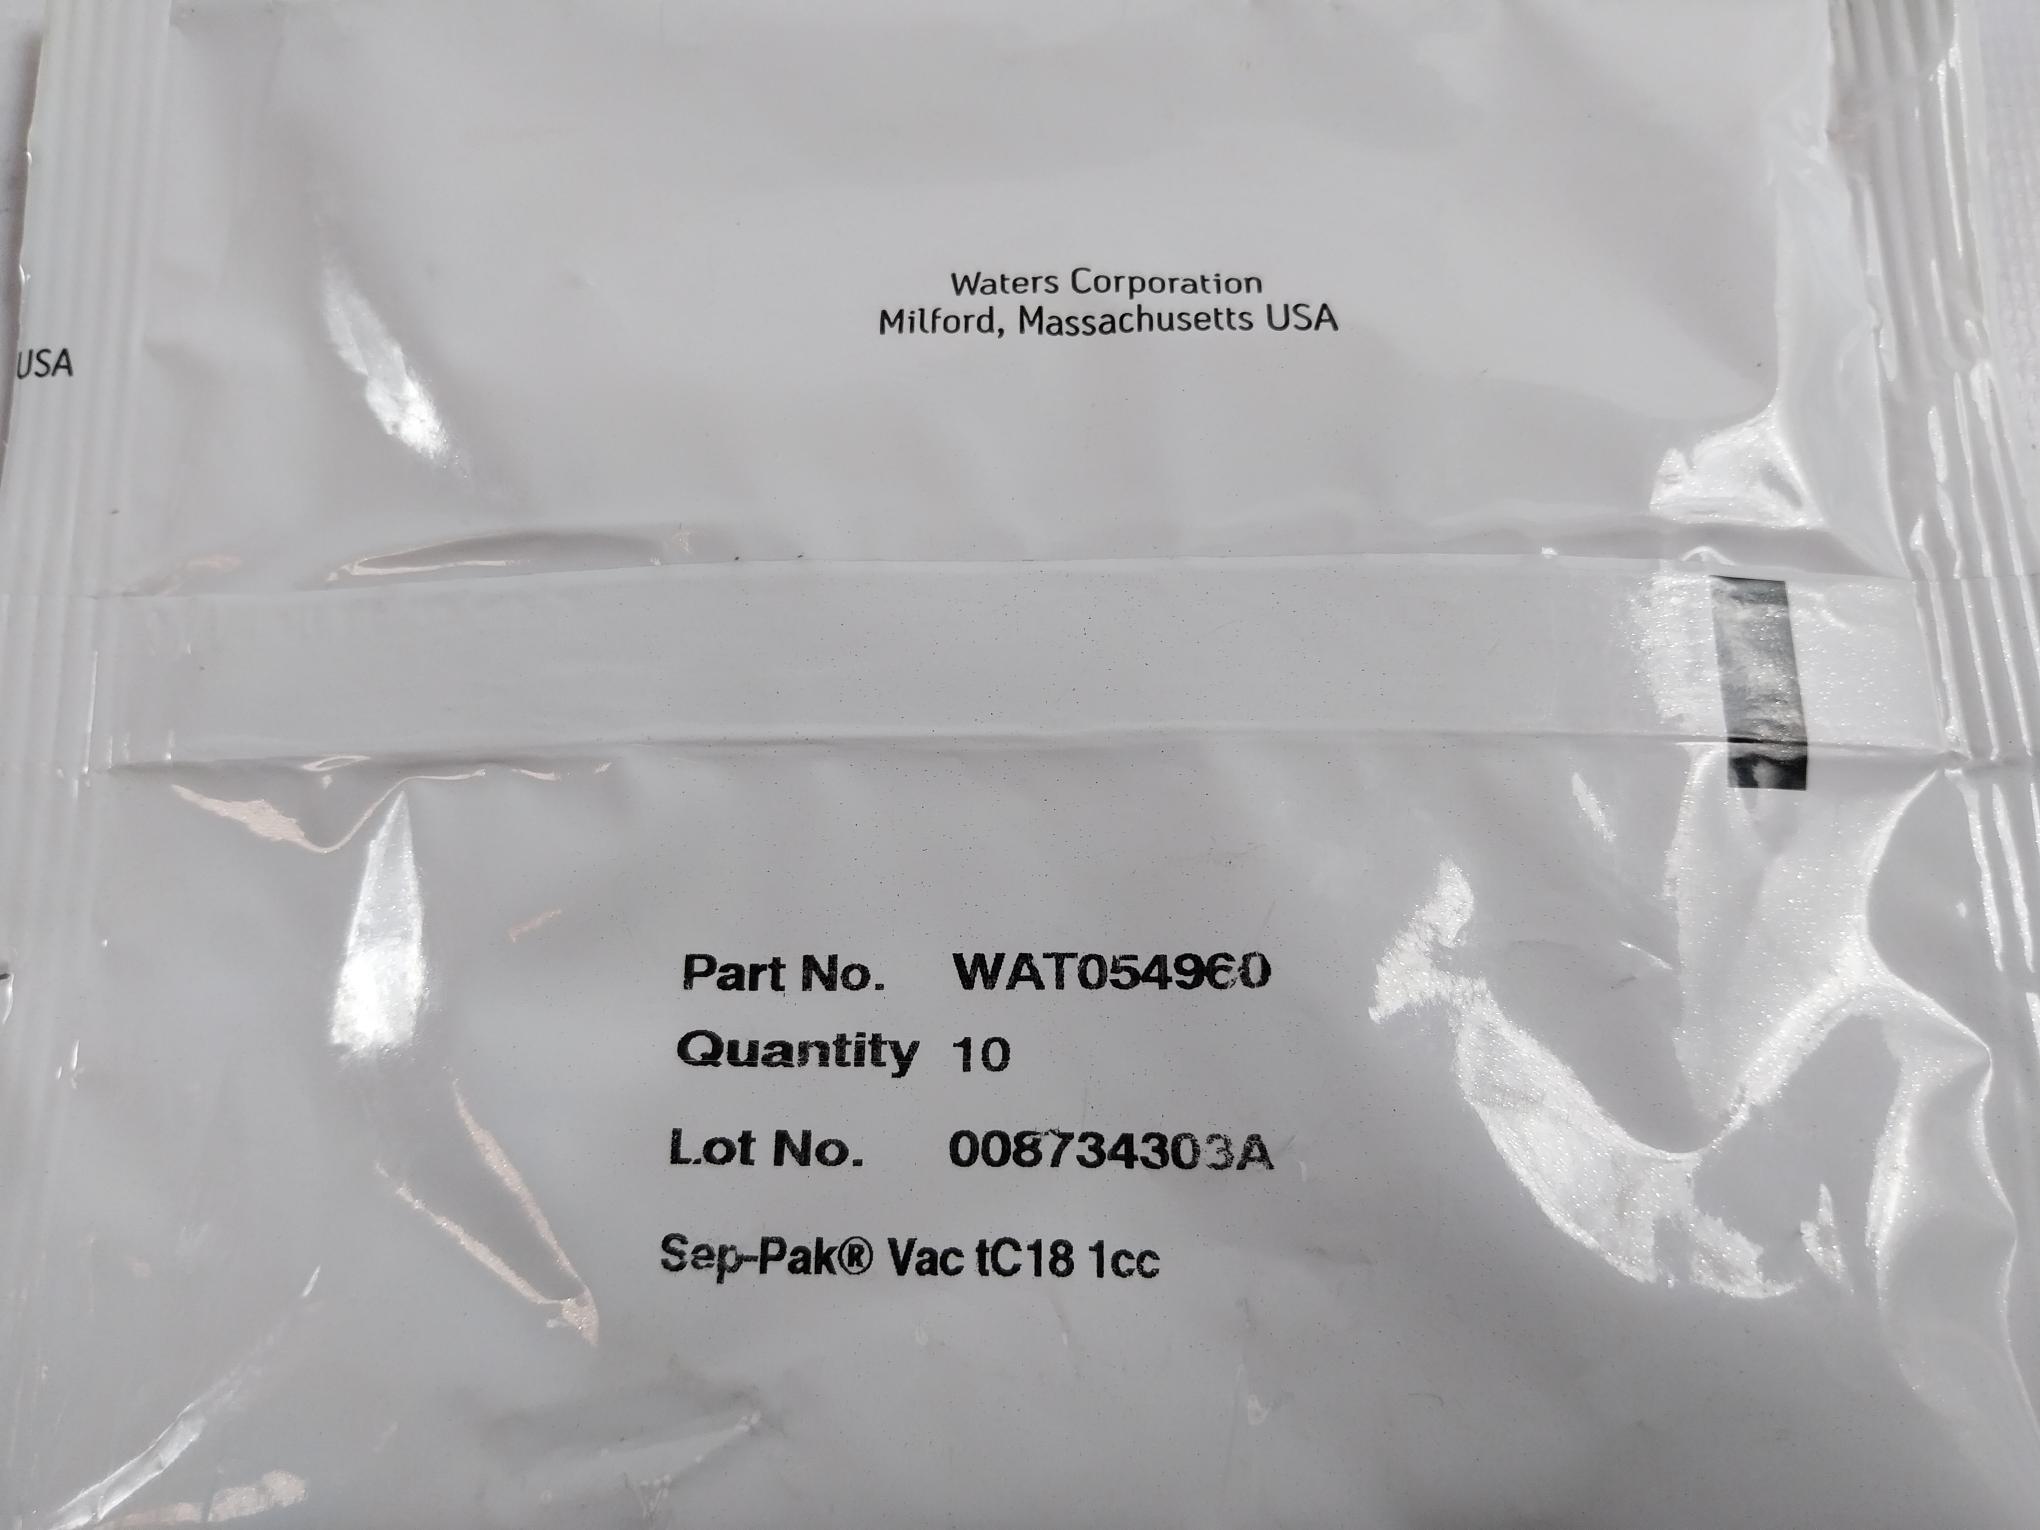 Waters Corporation
Milford, Massachusetts USA
USA
Part No. WAT054960
Quantity 10
Lot No. 008734303A
Sep-Pak® Vac tC18 1cc